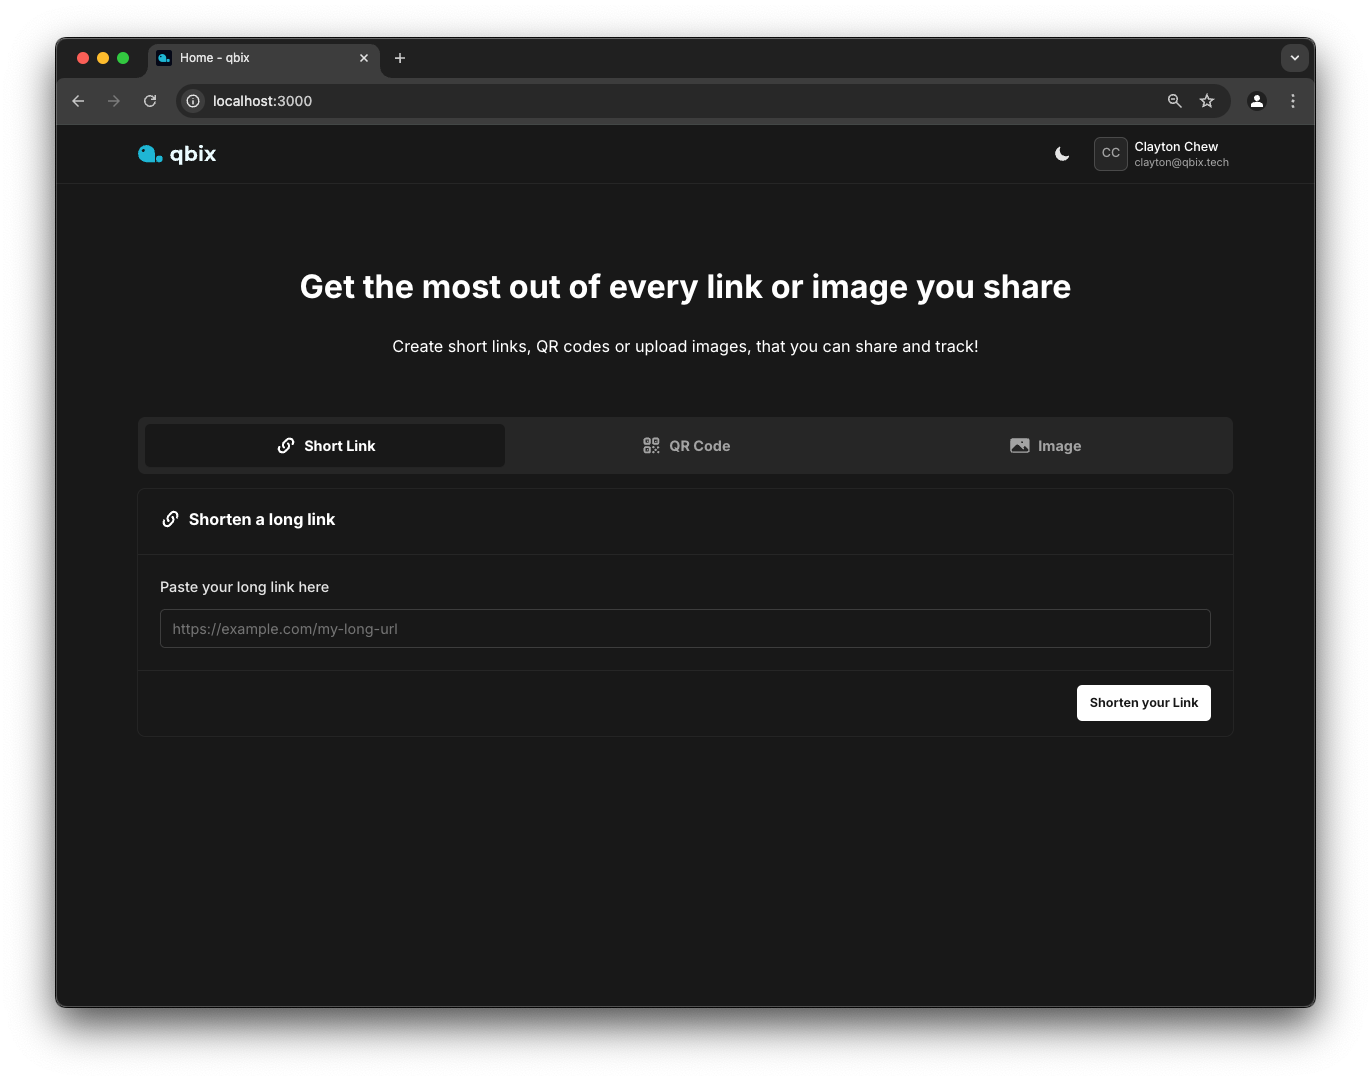 Home - qbix
localhost:3000
qbix
CC
Clayton Chew
clayton@qbix.tech
Get the most out of every link or image you share
Create short links, QR codes or upload images, that you can share and track!
Short Link
QR Code
Image
Shorten a long link
Paste your long link here
https://example.com/my-long-url
Shorten your Link